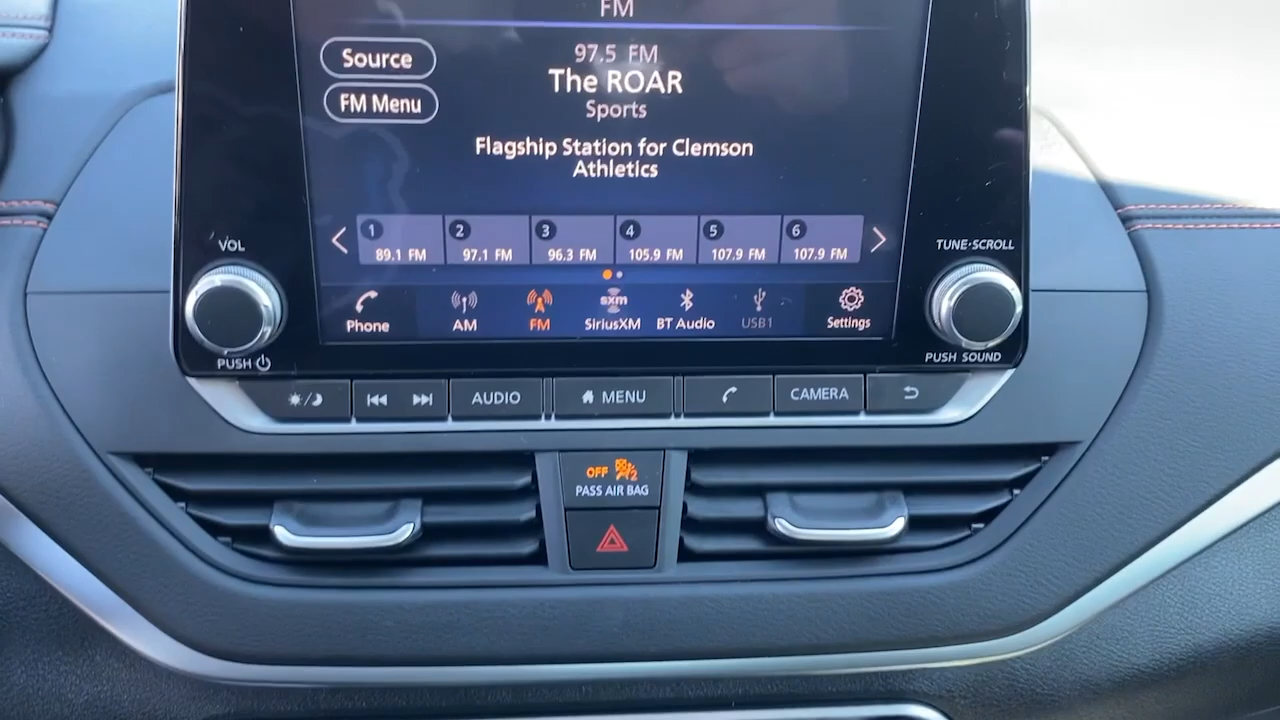 FM
Source
97.5 FM
The ROAR
FM Menu
Sports
Flagship Station for Clemson
Athletics
1 2 3 4 5 6
89.1 FM 97.1 FM 96.3 FM 105.9 FM 107.9 FM 107.9 FM
VOL
TUNE·SCROLL
sxm
Phone AM FM SiriusXM BT Audio USB1 Settings
PUSH
PUSH SOUND
AUDIO MENU CAMERA
OFF 2
PASS AIR BAG